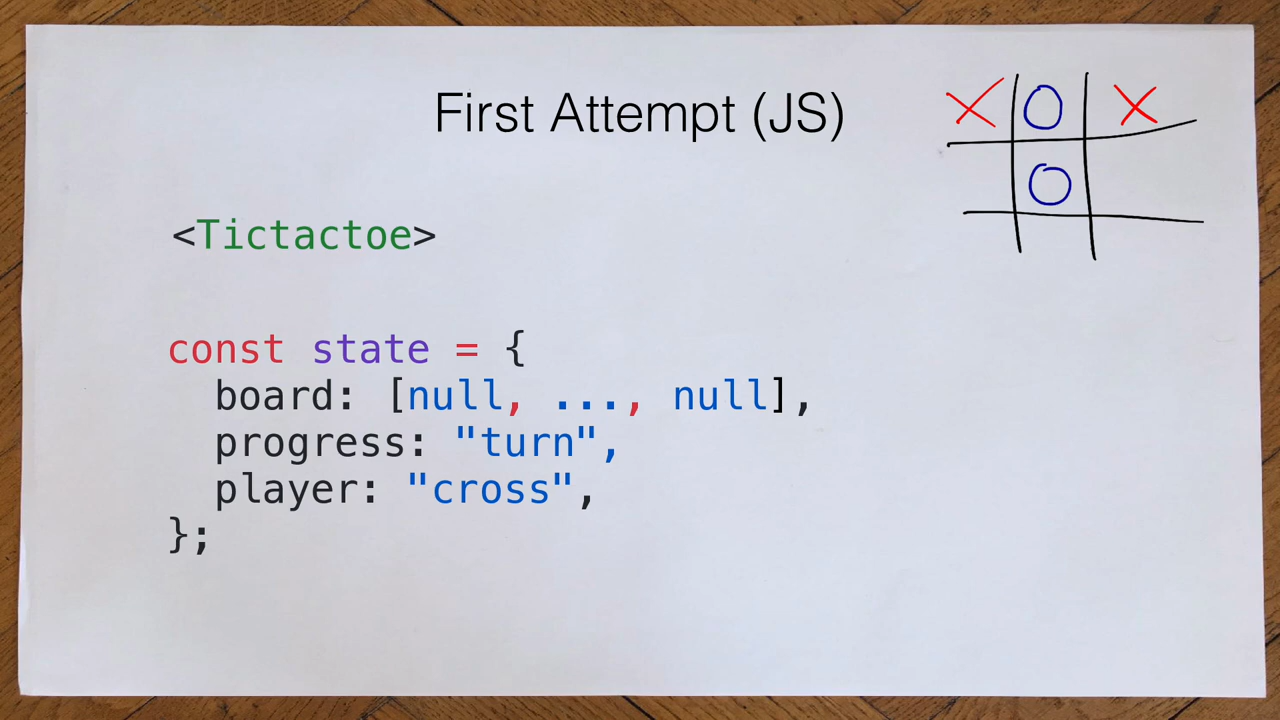 First Attempt (JS)
X O X
O
<Tictactoe>
const state = {
  board: [null, ..., null],
  progress: "turn",
  player: "cross",
};